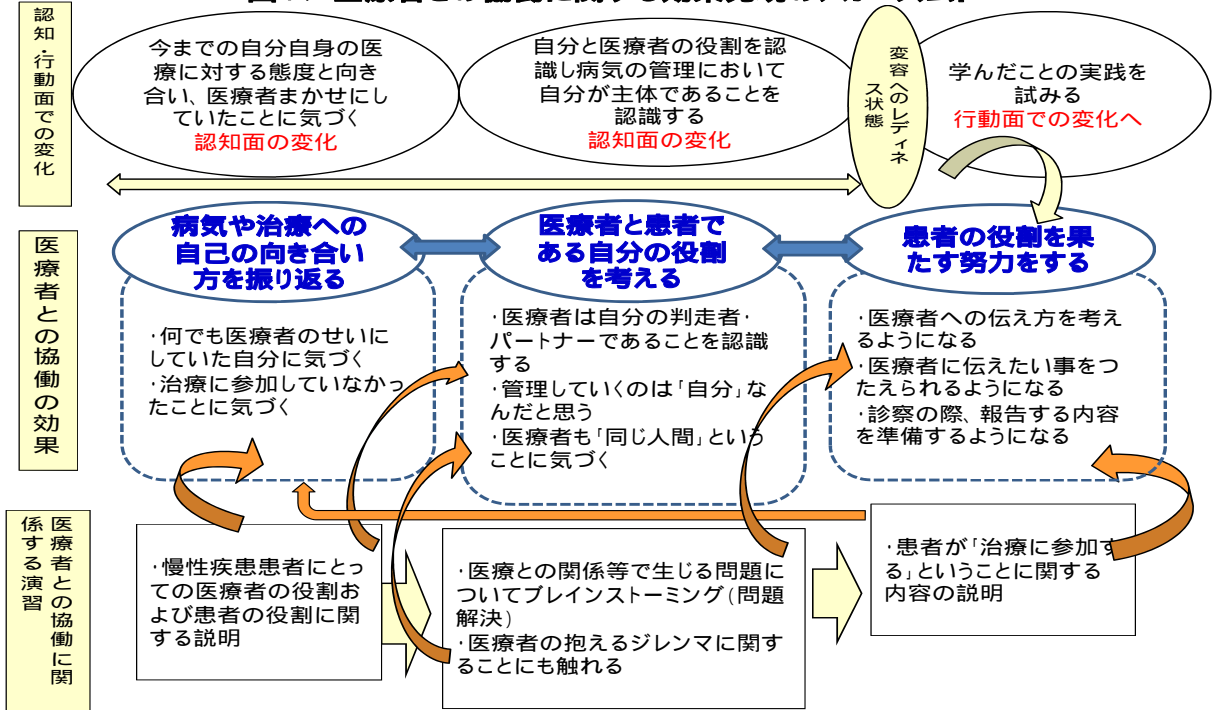 認知・行動面での変化
今までの自分自身の医
療に対する態度と向き
合い、医療者まかせにし
ていたことに気づく
認知面の変化
自分と医療者の役割を認
識し病気の管理において
自分が主体であることを
認識する
認知面の変化
変容へのレディネ
ス状態
学んだことの実践を
試みる
行動面での変化へ
医療者との協働の効果
病気や治療への
自己の向き合い
方を振り返る
医療者と患者で
ある自分の役割
を考える
患者の役割を果
たす努力をする
・何でも医療者のせいに
していた自分に気づく
・治療に参加していなかっ
たことに気づく
・医療者は自分の判走者・
パートナーであることを認識
する
・管理していくのは「自分」な
んだと思う
・医療者も「同じ人間」という
ことに気づく
・医療者への伝え方を考え
るようになる
・医療者に伝えたい事をつ
たえられるようになる
・診察の際、報告する内容
を準備するようになる
医療者との協働に関
係する演習
・慢性疾患患者にとっ
ての医療者の役割お
よび患者の役割に関
する説明
・医療との関係等で生じる問題に
ついてブレインストーミング(問題
解決)
・医療者の抱えるジレンマに関す
ることにも触れる
・患者が「治療に参加す
る」ということに関する
内容の説明